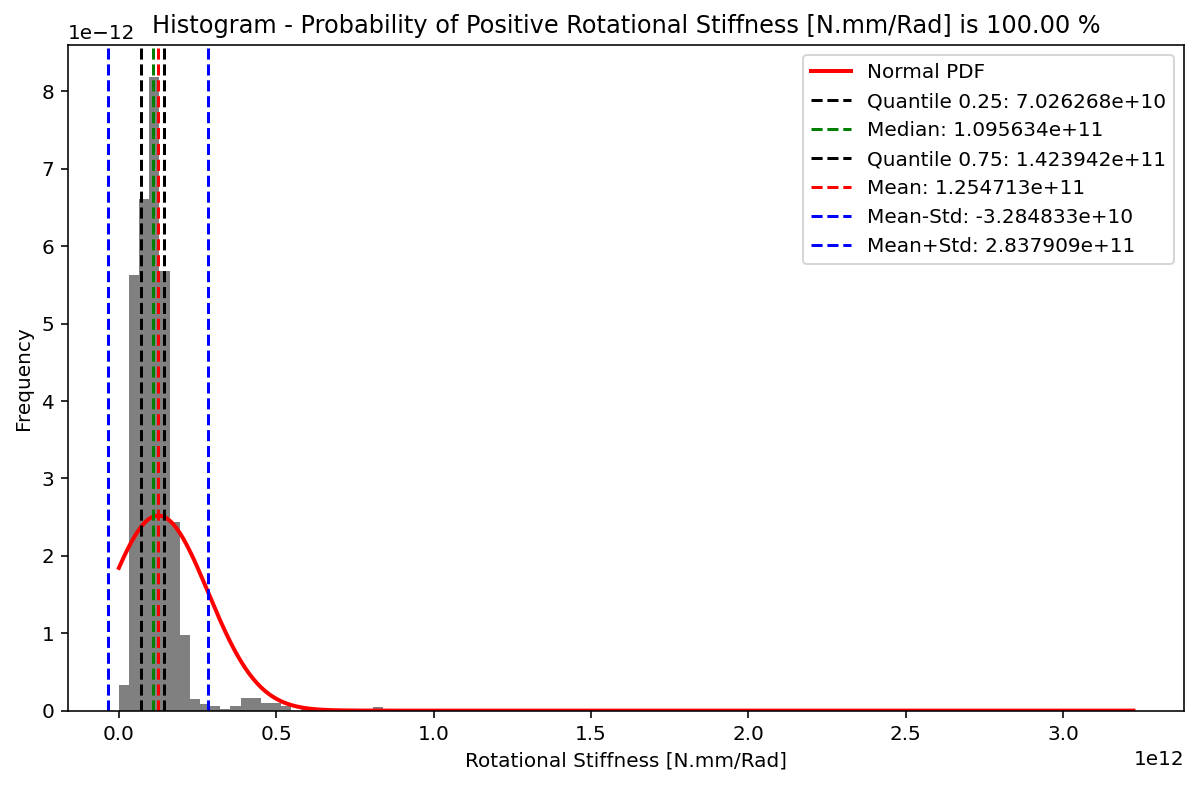 Histogram - Probability of Positive Rotational Stiffness [N.mm/Rad] is 100.00 %
1e−12
Normal PDF
Quantile 0.25: 7.026268e+10
Median: 1.095634e+11
Quantile 0.75: 1.423942e+11
Mean: 1.254713e+11
Mean-Std: -3.284833e+10
Mean+Std: 2.837909e+11
8
7
6
5
4
3
2
1
0
Frequency
0.0 0.5 1.0 1.5 2.0 2.5 3.0
1e12
Rotational Stiffness [N.mm/Rad]